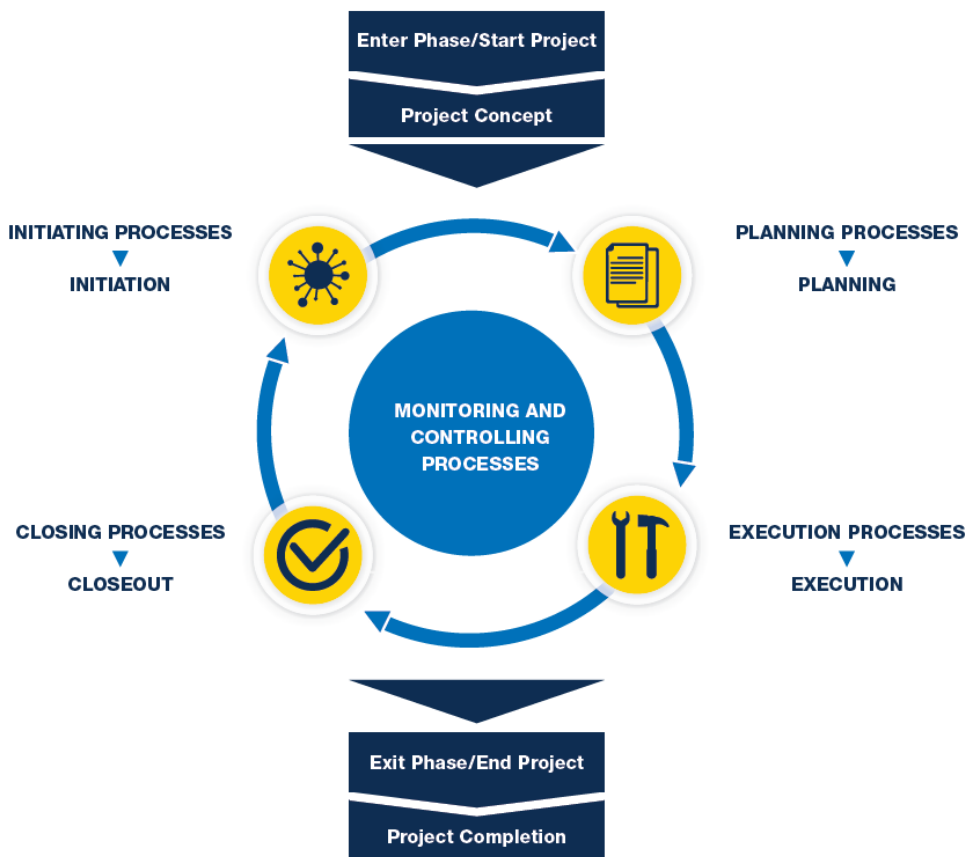 Enter Phase/Start Project
Project Concept
INITIATING PROCESSES
INITIATION
PLANNING PROCESSES
PLANNING
MONITORING AND
CONTROLLING
PROCESSES
CLOSING PROCESSES
CLOSEOUT
EXECUTION PROCESSES
EXECUTION
Exit Phase/End Project
Project Completion